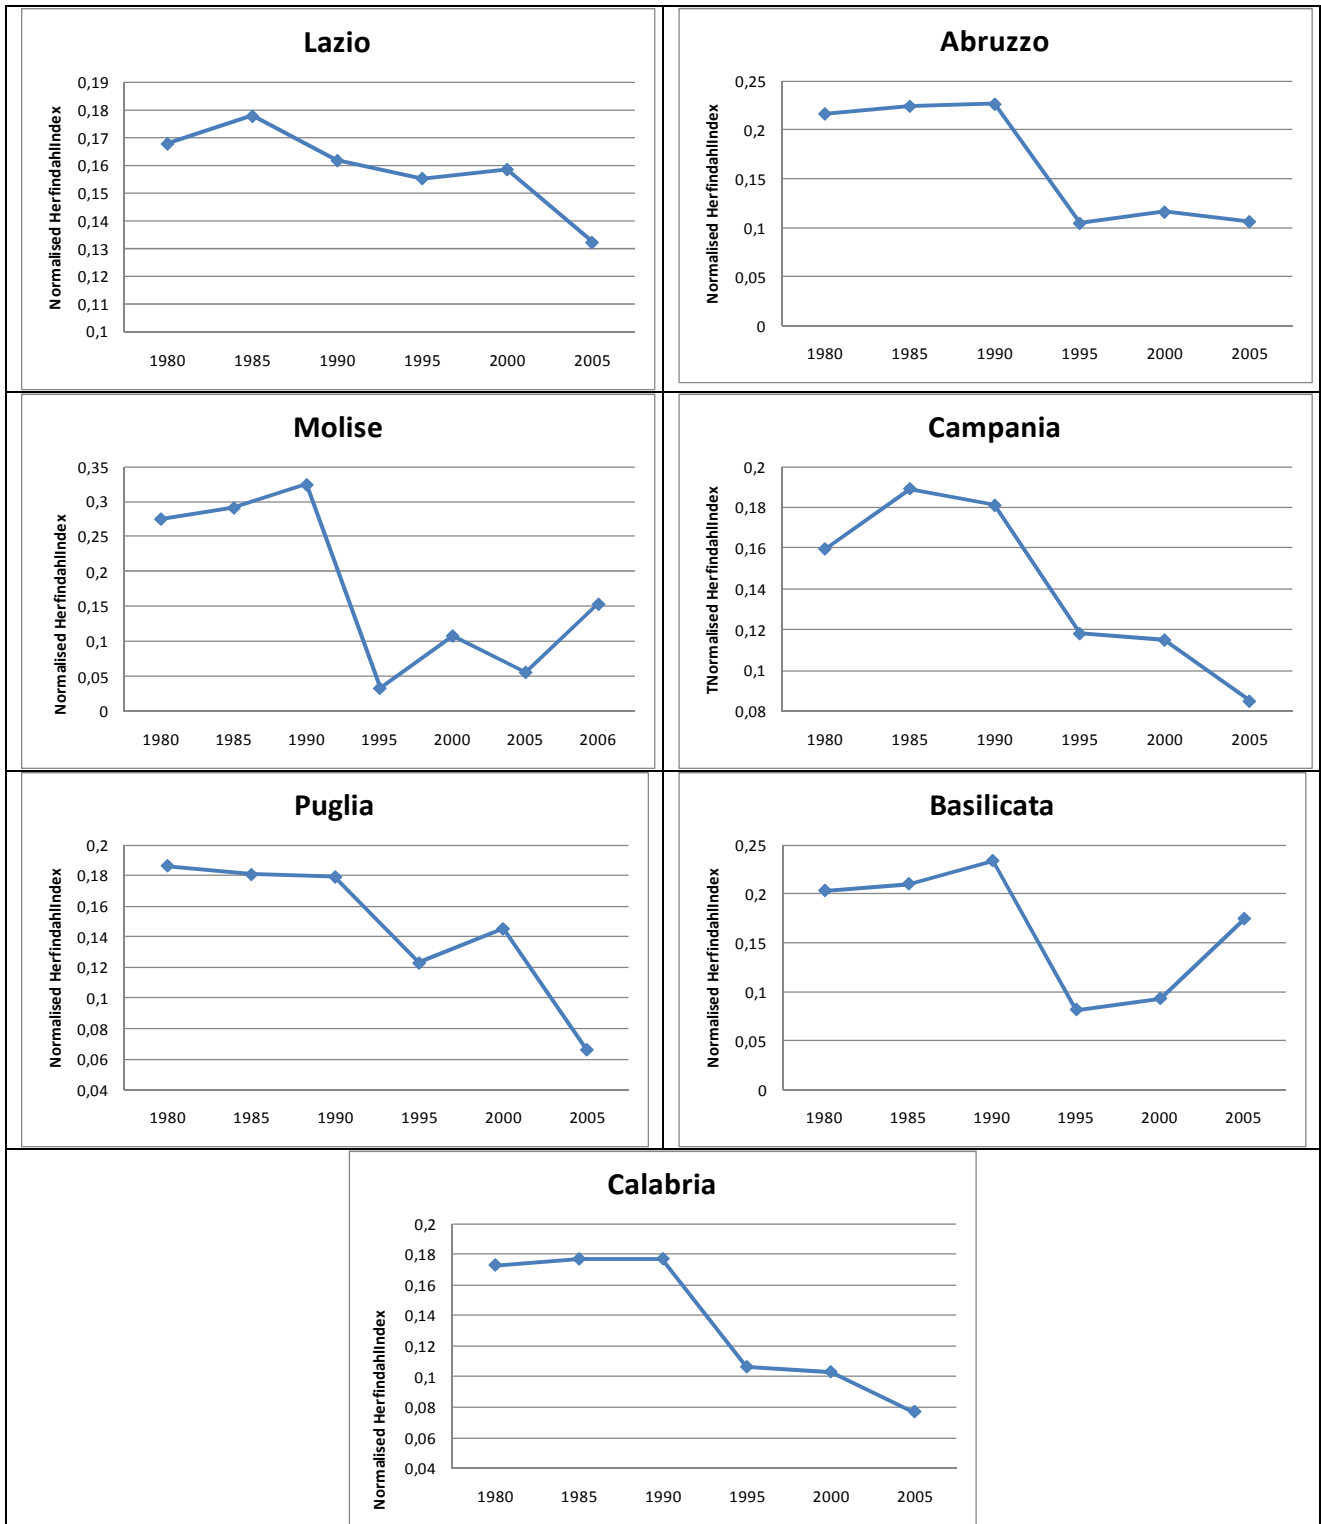 Lazio
Normalised HerfindahlIndex
0,19
0,18
0,17
0,16
0,15
0,14
0,13
0,12
0,11
0,1
1980 1985 1990 1995 2000 2005
Abruzzo
Normalised HerfindahlIndex
0,25
0,2
0,15
0,1
0,05
0
1980 1985 1990 1995 2000 2005
Molise
Normalised HerfindahlIndex
0,35
0,3
0,25
0,2
0,15
0,1
0,05
0
1980 1985 1990 1995 2000 2005 2006
Campania
TNormalised HerfindahlIndex
0,2
0,18
0,16
0,14
0,12
0,1
0,08
1980 1985 1990 1995 2000 2005
Puglia
Normalised HerfindahlIndex
0,2
0,18
0,16
0,14
0,12
0,1
0,08
0,06
0,04
1980 1985 1990 1995 2000 2005
Basilicata
Normalised HerfindahlIndex
0,25
0,2
0,15
0,1
0,05
0
1980 1985 1990 1995 2000 2005
Calabria
Normalised HerfindahlIndex
0,2
0,18
0,16
0,14
0,12
0,1
0,08
0,06
0,04
1980 1985 1990 1995 2000 2005